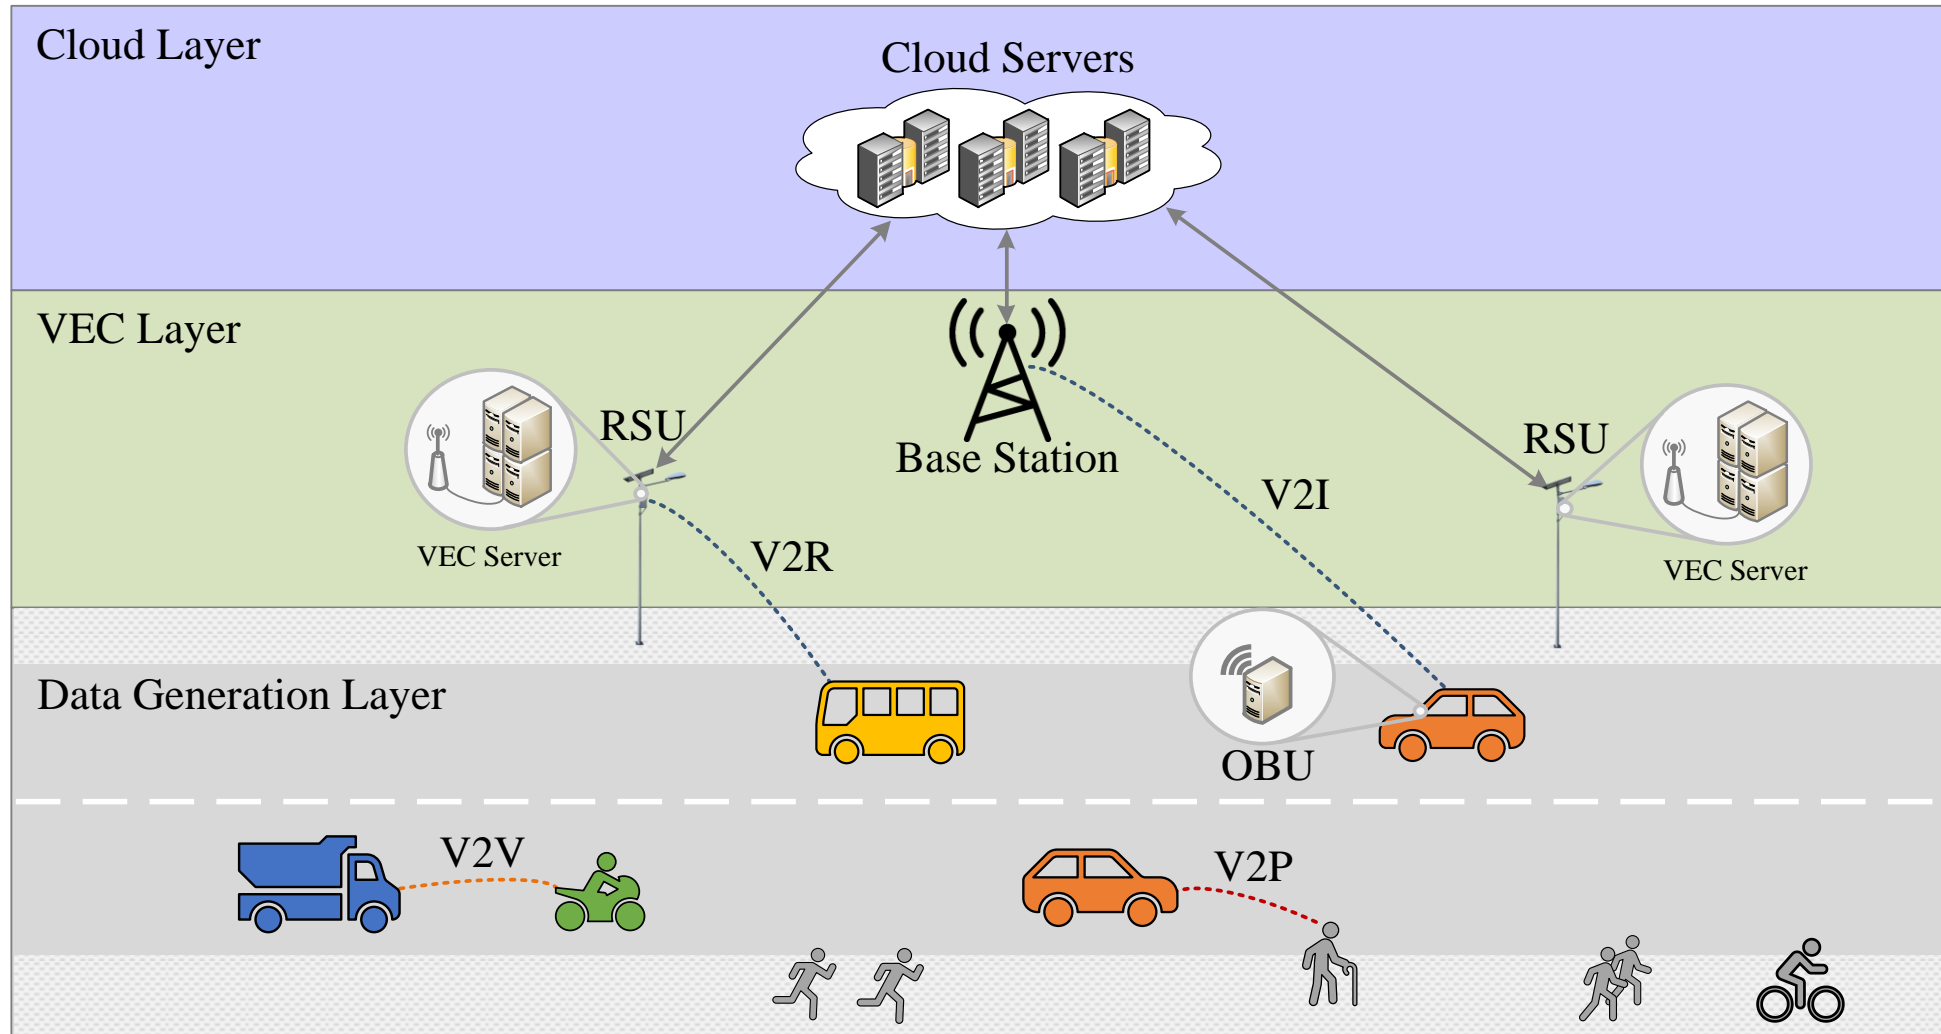 Cloud Layer
Cloud Servers
VEC Layer
RSU
Base Station
RSU
V2I
VEC Server
V2R
VEC Server
Data Generation Layer
OBU
V2V
V2P